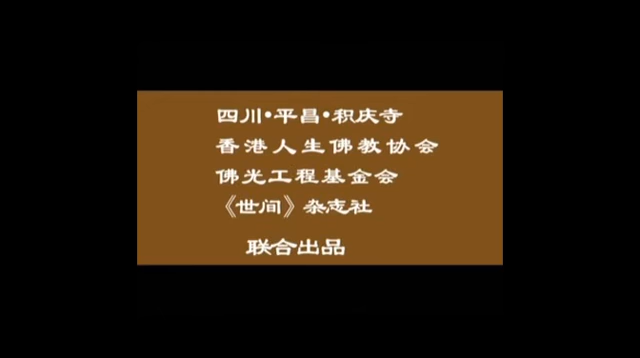 四川•平昌•积庆寺
香港人生佛教协会
佛光工程基金会
《世间》杂志社
联合出品